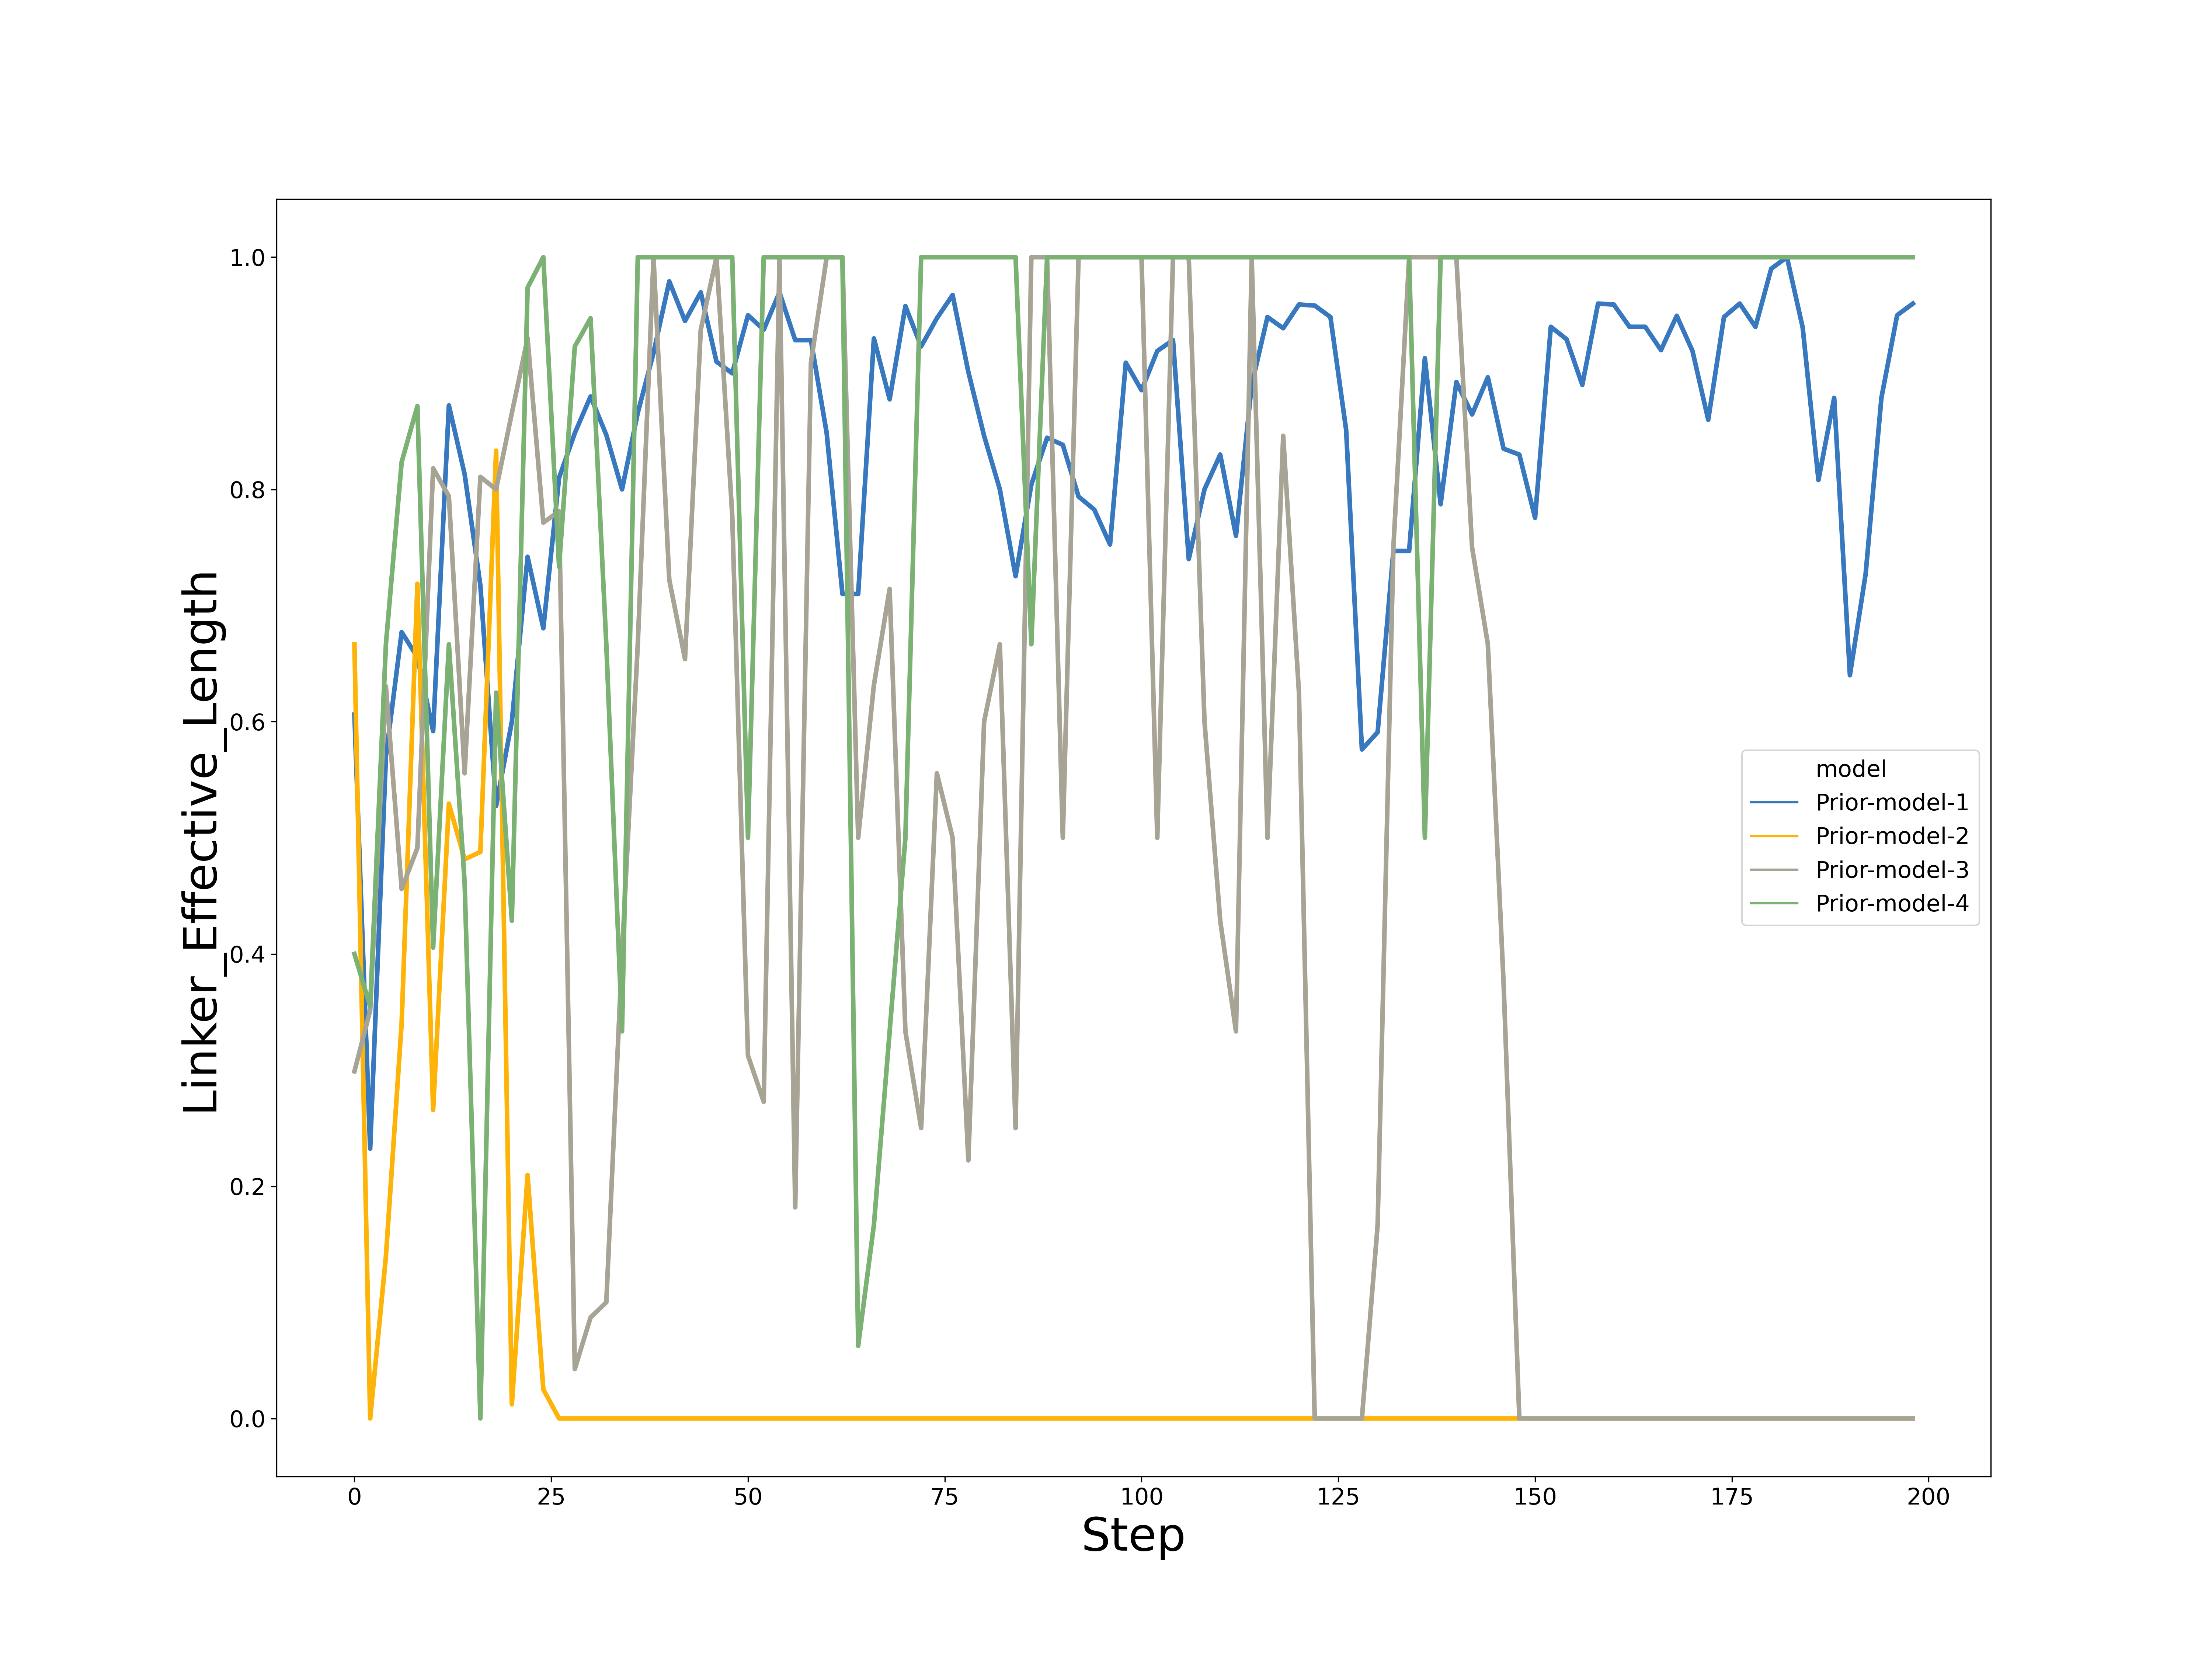 Linker_Effective_Length
1.0
0.8
0.6
0.4
0.2
0.0
model
Prior-model-1
Prior-model-2
Prior-model-3
Prior-model-4
0 25 50 75 100 125 150 175 200
Step